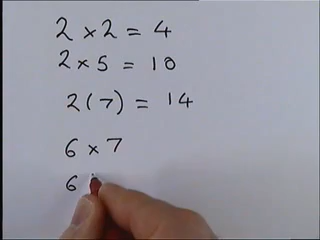 2 × 2 = 4
2 × 5 = 10
2(7) = 14
6 × 7
6